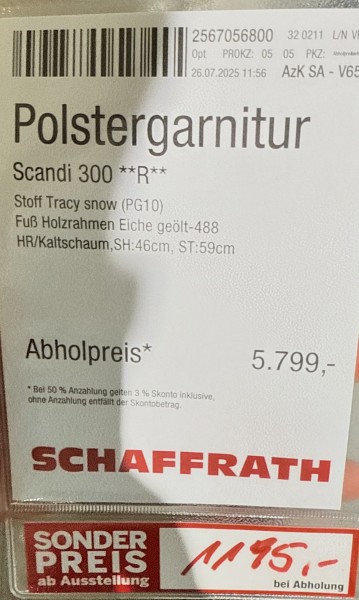 2567056800 32 0211 L/N
Opt PROKZ: 05 05 PKZ:
26.07.2025 11:56 AzK SA - V65
Polstergarnitur
Scandi 300 **R**
Stoff Tracy snow (PG10)
Fuß Holzrahmen Eiche geölt-488
HR/Kaltschaum,SH:46cm, ST:59cm
Abholpreis* 5.799,-
* Bei 50 % Anzahlung gelten 3 % Skonto inklusive,
ohne Anzahlung entfällt der Skontobetrag.
SCHAFFRATH
SONDER
PREIS
ab Ausstellung
1195,-
bei Abholung